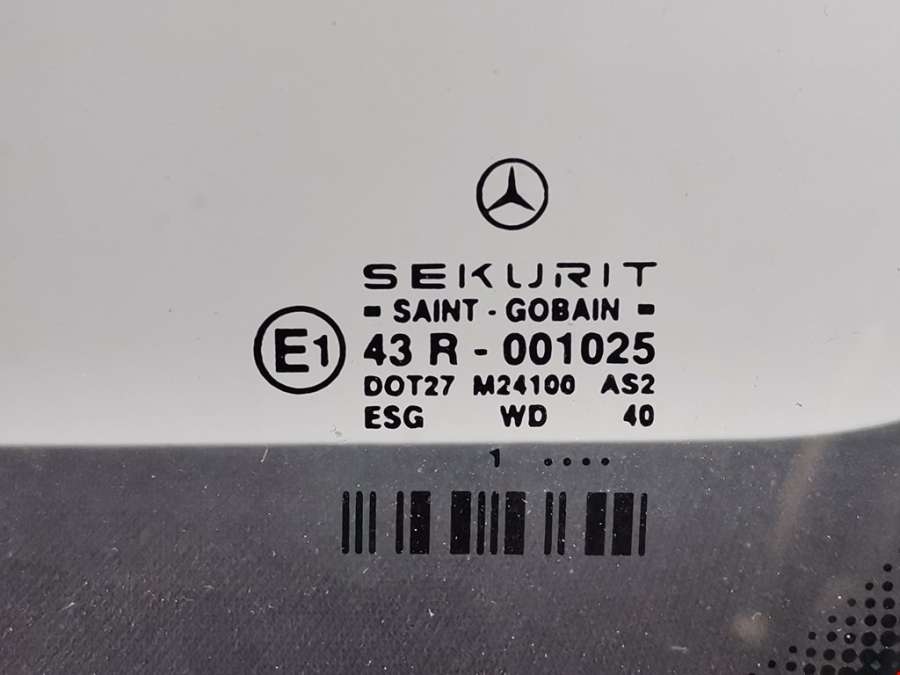 SEKURIT
- SAINT - GOBAIN -
E1 43 R - 001025
DOT27 M24100 AS2
ESG WD 40
1 ....